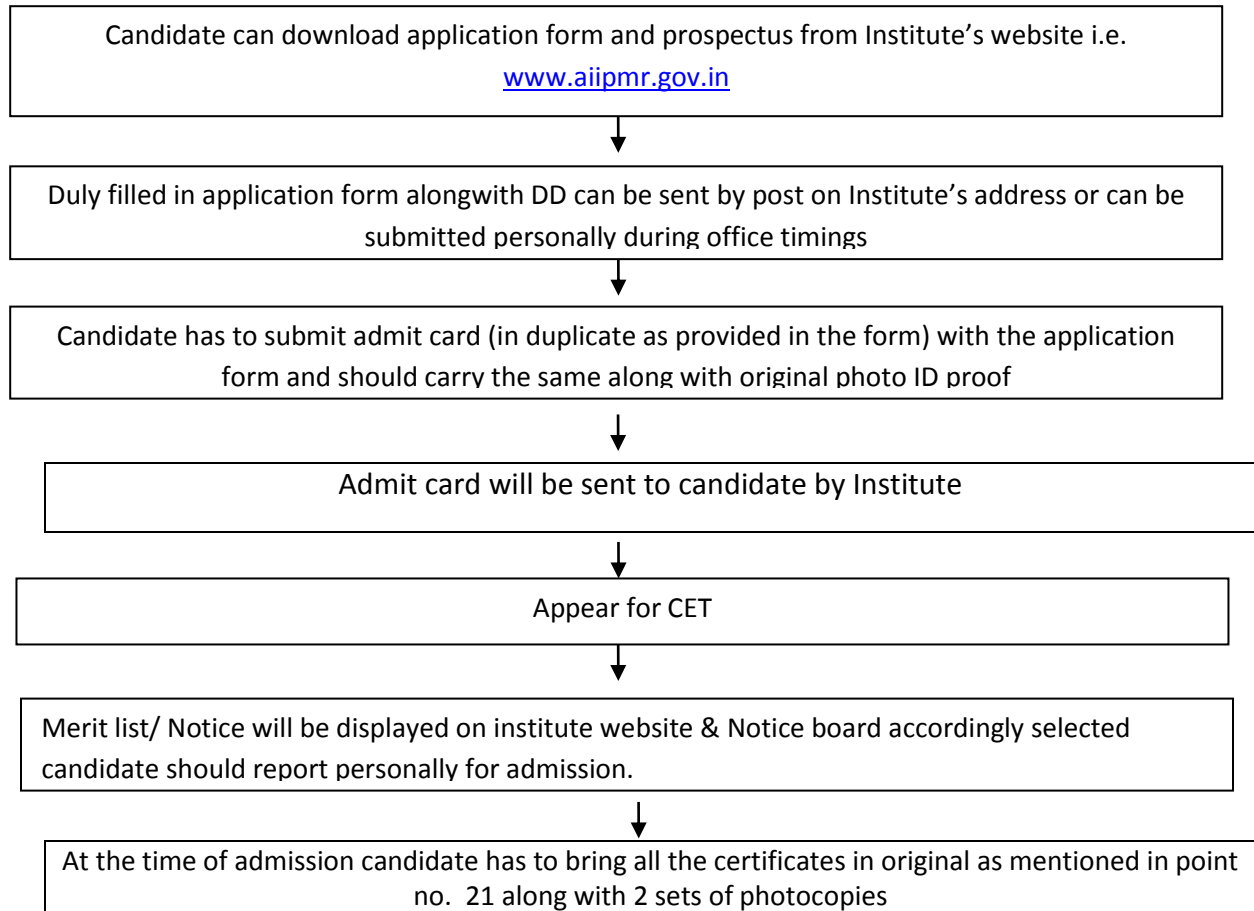 Candidate can download application form and prospectus from Institute’s website i.e.
www.aiipmr.gov.in
Duly filled in application form alongwith DD can be sent by post on Institute’s address or can be
submitted personally during office timings
Candidate has to submit admit card (in duplicate as provided in the form) with the application
form and should carry the same along with original photo ID proof
Admit card will be sent to candidate by Institute
Appear for CET
Merit list/ Notice will be displayed on institute website & Notice board accordingly selected
candidate should report personally for admission.
At the time of admission candidate has to bring all the certificates in original as mentioned in point
no. 21 along with 2 sets of photocopies